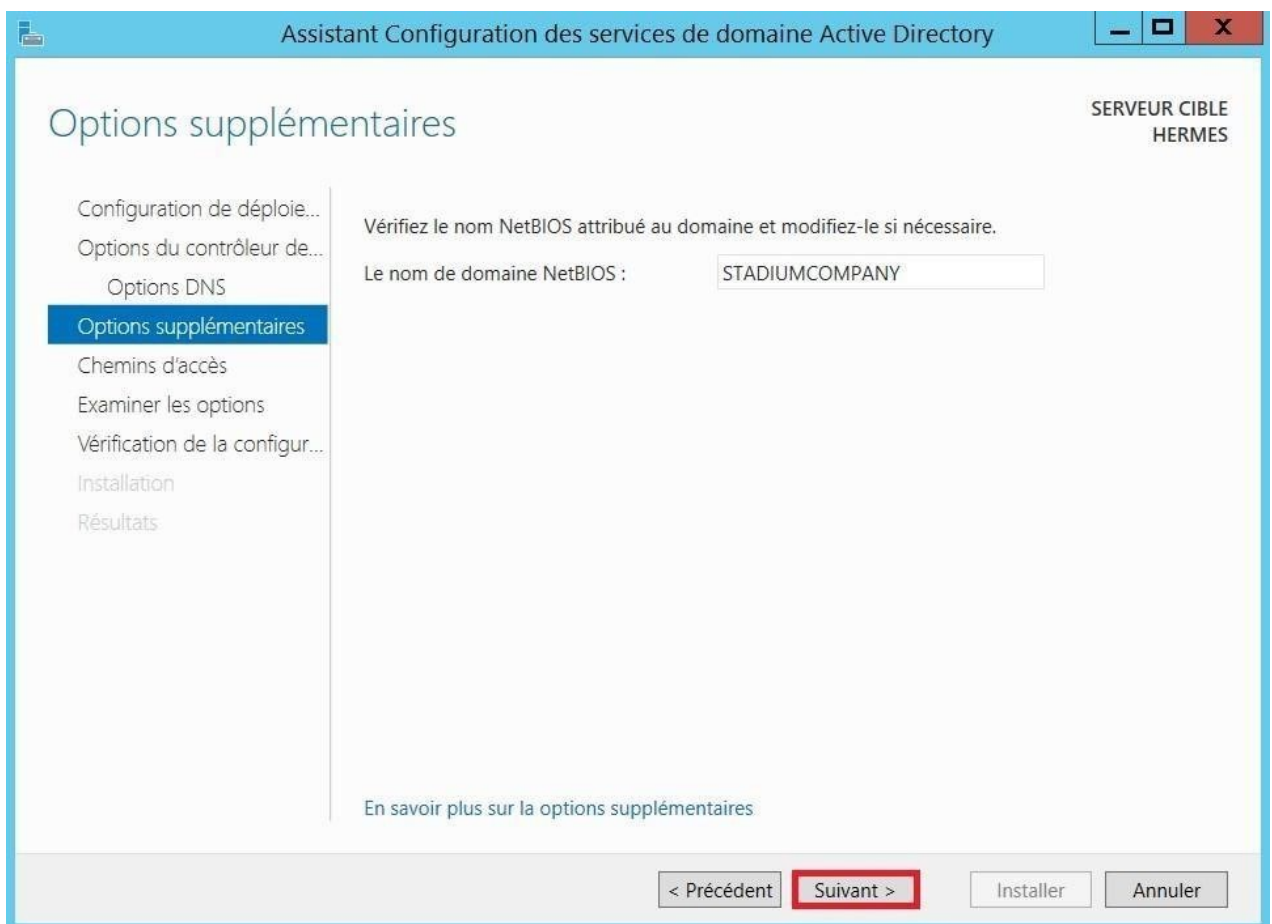 Assistant Configuration des services de domaine Active Directory
X
Options supplémentaires
SERVEUR CIBLE
HERMES
Configuration de déploie...
Options du contrôleur de...
Options DNS
Options supplémentaires
Chemins d'accès
Examiner les options
Vérification de la configur...
Installation
Résultats
Vérifiez le nom NetBIOS attribué au domaine et modifiez-le si nécessaire.
Le nom de domaine NetBIOS :
STADIUMCOMPANY
En savoir plus sur la options supplémentaires
< Précédent
Suivant >
Installer
Annuler